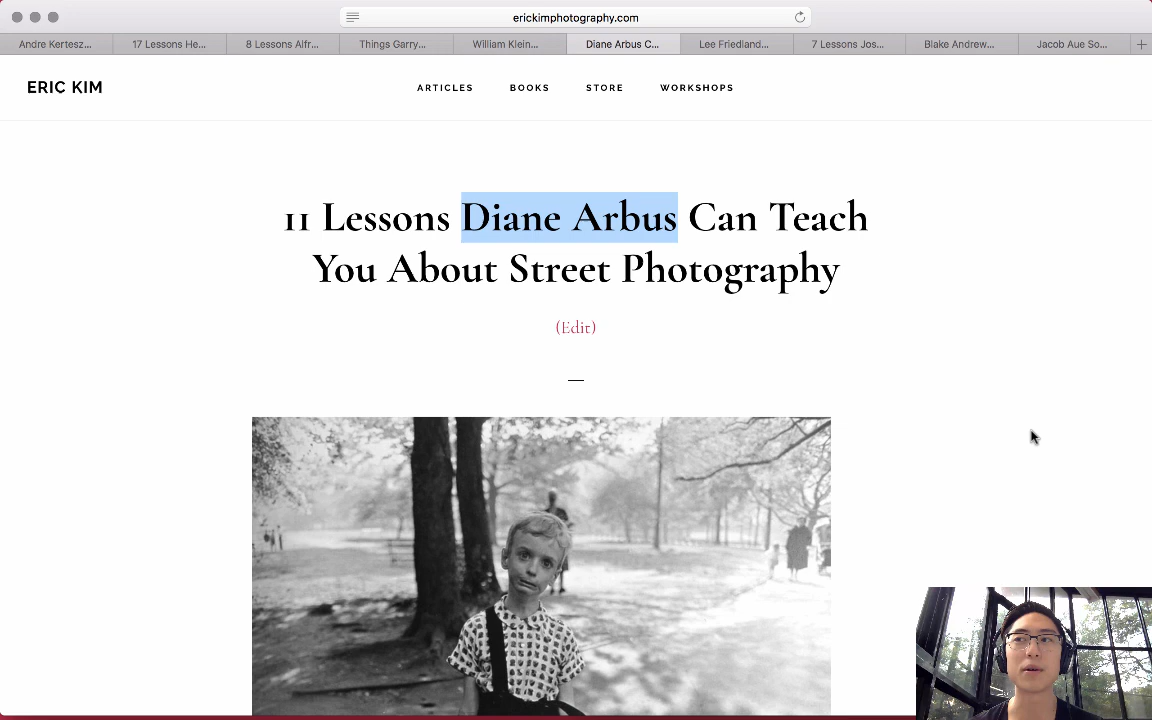 erickimphotography.com
Andre Kertesz...
17 Lessons He...
8 Lessons Alfr...
Things Garry...
William Klein...
Diane Arbus C...
Lee Friedland...
7 Lessons Jos...
Blake Andrew...
Jacob Aue So...
ERIC KIM
ARTICLES
BOOKS
STORE
WORKSHOPS
11 Lessons Diane Arbus Can Teach
You About Street Photography
(Edit)